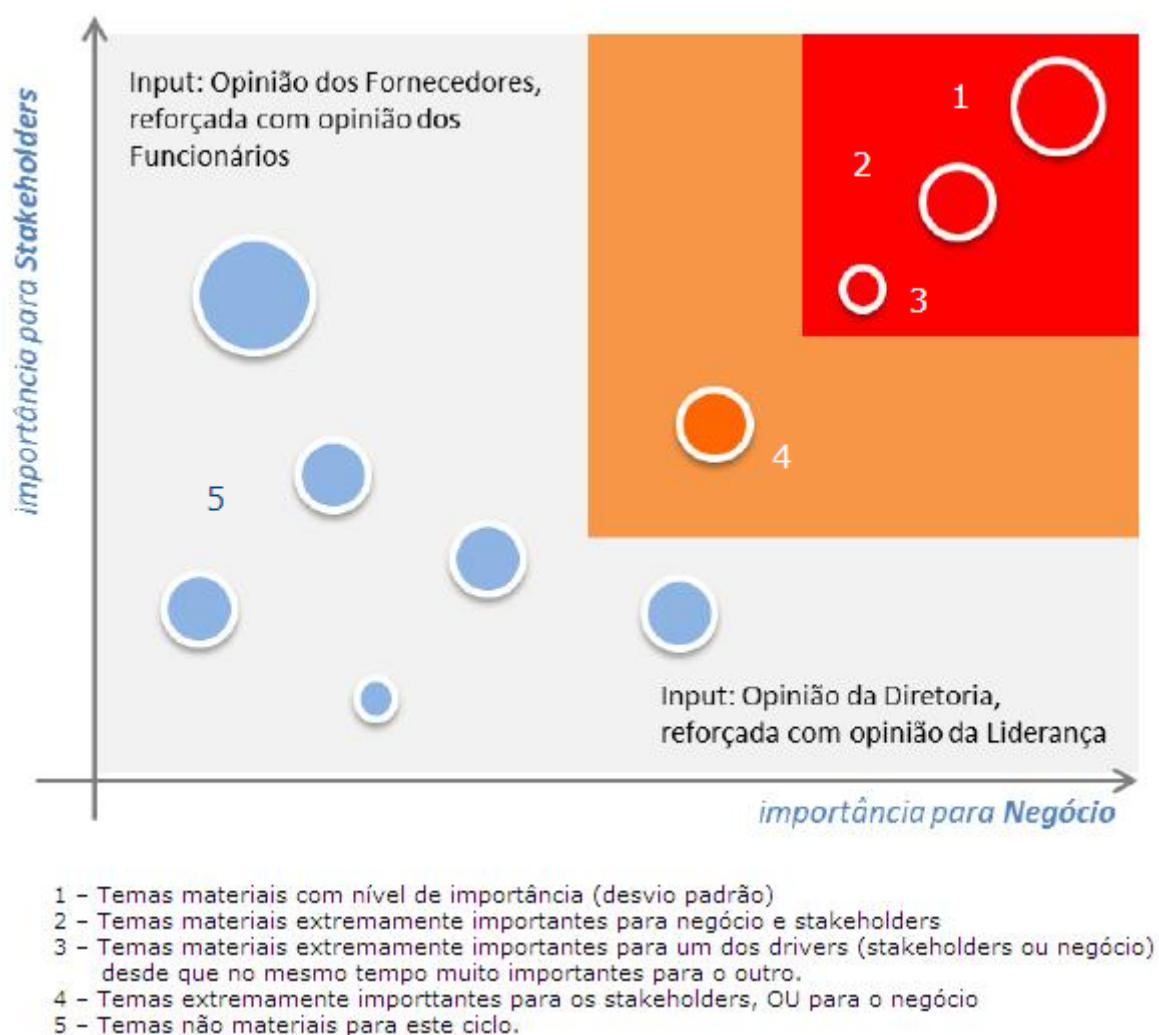 importância para Stakeholders
Input: Opinião dos Fornecedores,
reforçada com opinião dos
Funcionários
1
2
3
4
5
Input: Opinião da Diretoria,
reforçada com opinião da Liderança
importância para Negócio
1 – Temas materiais com nível de importância (desvio padrão)
2 – Temas materiais extremamente importantes para negócio e stakeholders
3 – Temas materiais extremamente importantes para um dos drivers (stakeholders ou negócio)
desde que no mesmo tempo muito importantes para o outro.
4 – Temas extremamente importtantes para os stakeholders, OU para o negócio
5 – Temas não materiais para este ciclo.